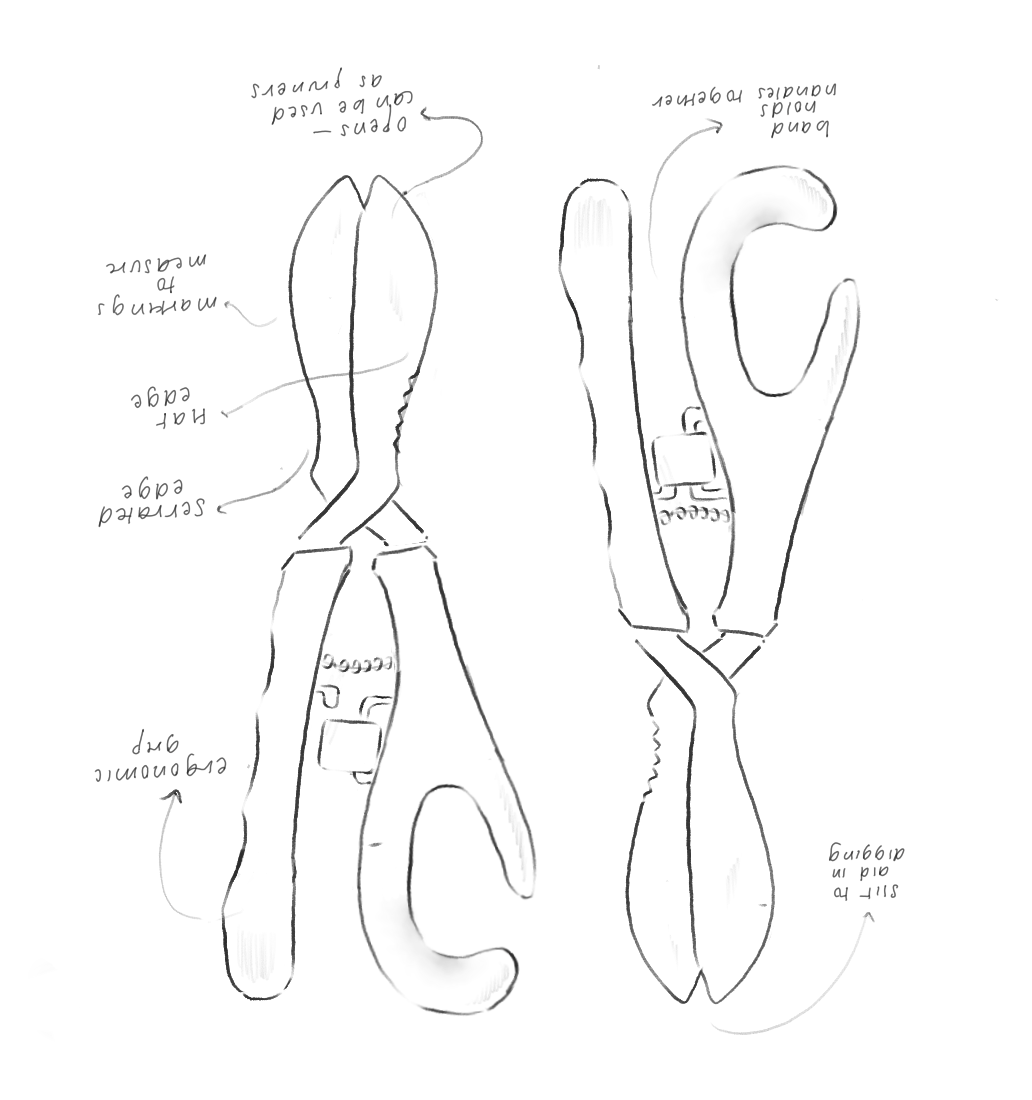 slit to
aid in
digging
ergonomic
grip
serrated
edge
flat
edge
markings
to
measure
band
holds
handles together
opens –
can be used
as pruners